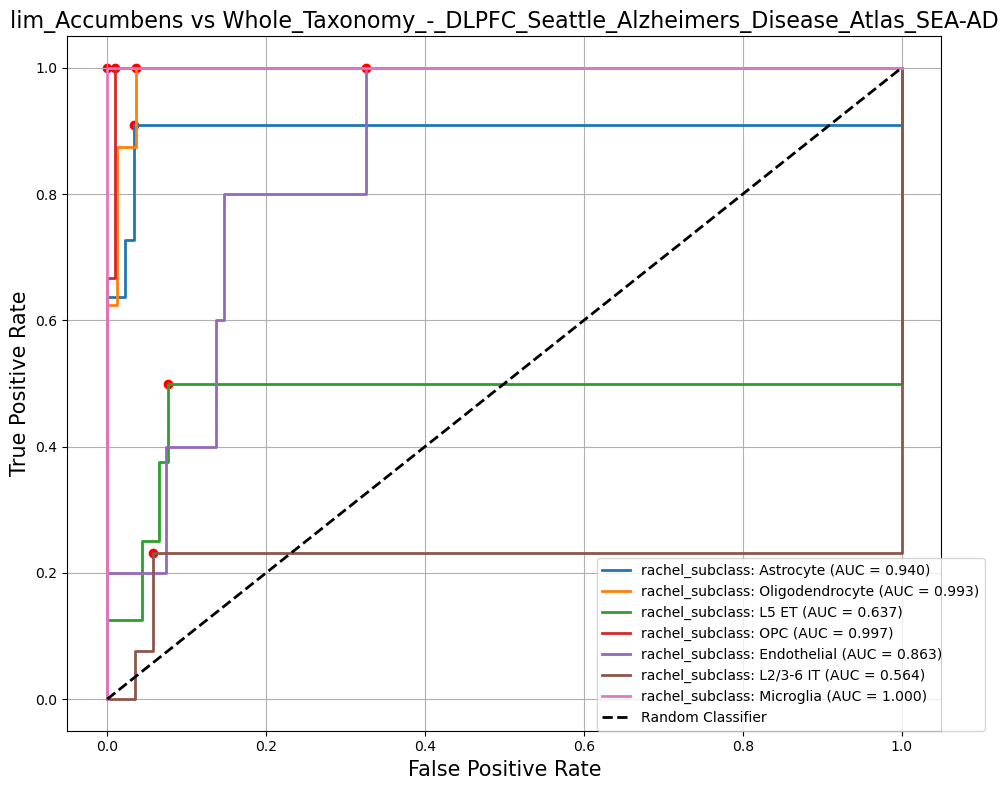 lim_Accumbens vs Whole_Taxonomy_-_DLPFC_Seattle_Alzheimers_Disease_Atlas_SEA-AD
True Positive Rate
1.0
0.8
0.6
0.4
0.2
0.0
rachel_subclass: Astrocyte (AUC = 0.940)
rachel_subclass: Oligodendrocyte (AUC = 0.993)
rachel_subclass: L5 ET (AUC = 0.637)
rachel_subclass: OPC (AUC = 0.997)
rachel_subclass: Endothelial (AUC = 0.863)
rachel_subclass: L2/3-6 IT (AUC = 0.564)
rachel_subclass: Microglia (AUC = 1.000)
Random Classifier
0.0 0.2 0.4 0.6 0.8 1.0
False Positive Rate